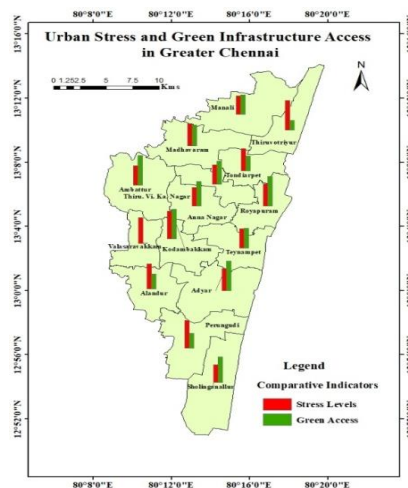 80°8'0"E 80°12'0"E 80°16'0"E 80°20'0"E
Urban Stress and Green Infrastructure Access
in Greater Chennai
N
0 1.25 2.5 5 7.5 10
Kms
Manali
Thiruvotriyur
Madhavaram
Tondiarpet
Ambattur
Thiru. Vi. Ka. Nagar
Royapuram
Anna Nagar
Valasaravakkam
Kodambakkam
Teynampet
Alandur
Adyar
Perungudi
Sholinganallur
Legend
Comparative Indicators
Stress Levels
Green Access
13°16'0"N
13°12'0"N
13°8'0"N
13°4'0"N
13°0'0"N
12°56'0"N
12°52'0"N
80°8'0"E 80°12'0"E 80°16'0"E 80°20'0"E